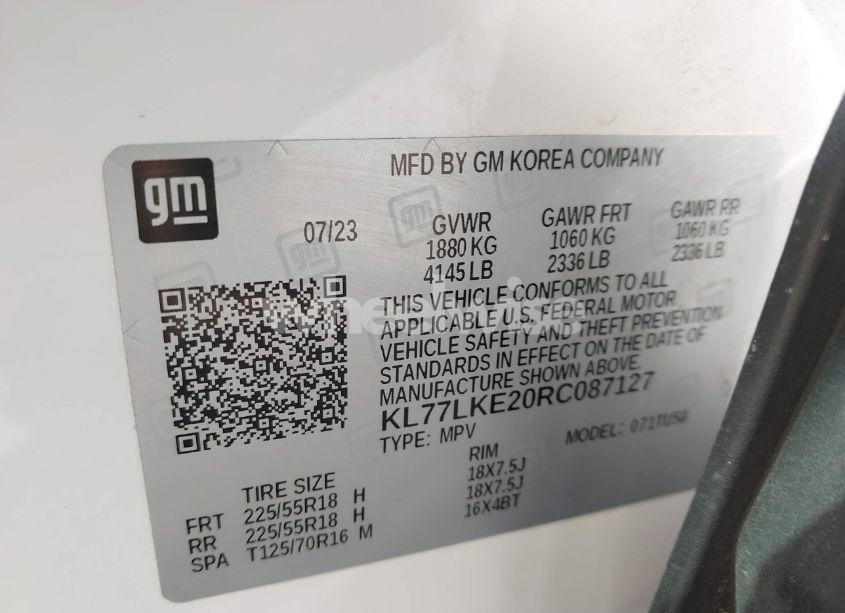 gm
MFD BY GM KOREA COMPANY
07/23
GVWR GAWR FRT GAWR RR
1880 KG 1060 KG 1060 KG
4145 LB 2336 LB 2336 LB
THIS VEHICLE CONFORMS TO ALL
APPLICABLE U.S. FEDERAL MOTOR
VEHICLE SAFETY AND THEFT PREVENTION
STANDARDS IN EFFECT ON THE DATE OF
MANUFACTURE SHOWN ABOVE.
KL77LKE20RC087127
TYPE: MPV MODEL: 071TUSB
TIRE SIZE RIM
FRT 225/55R18 H 18X7.5J
RR 225/55R18 H 18X7.5J
SPA T125/70R16 M 16X4BT